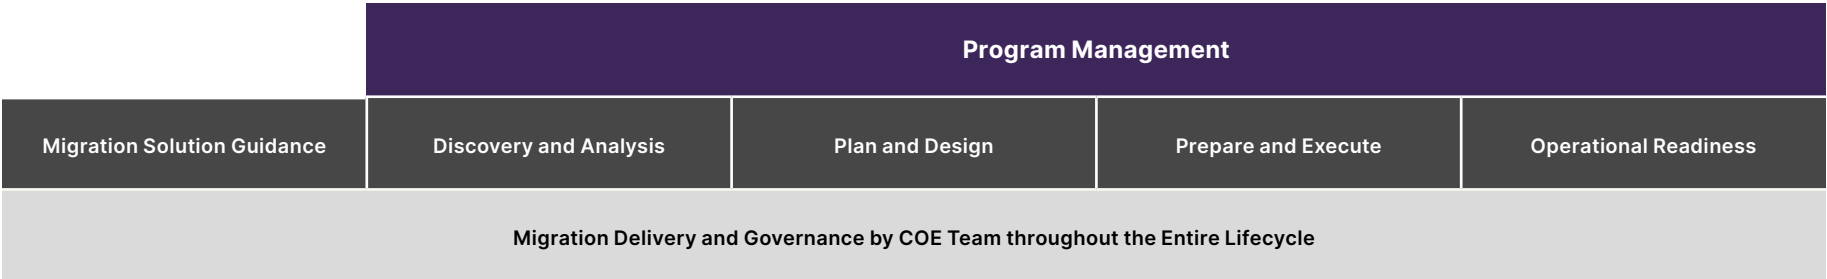 Program Management
Migration Solution Guidance
Discovery and Analysis
Plan and Design
Prepare and Execute
Operational Readiness
Migration Delivery and Governance by COE Team throughout the Entire Lifecycle